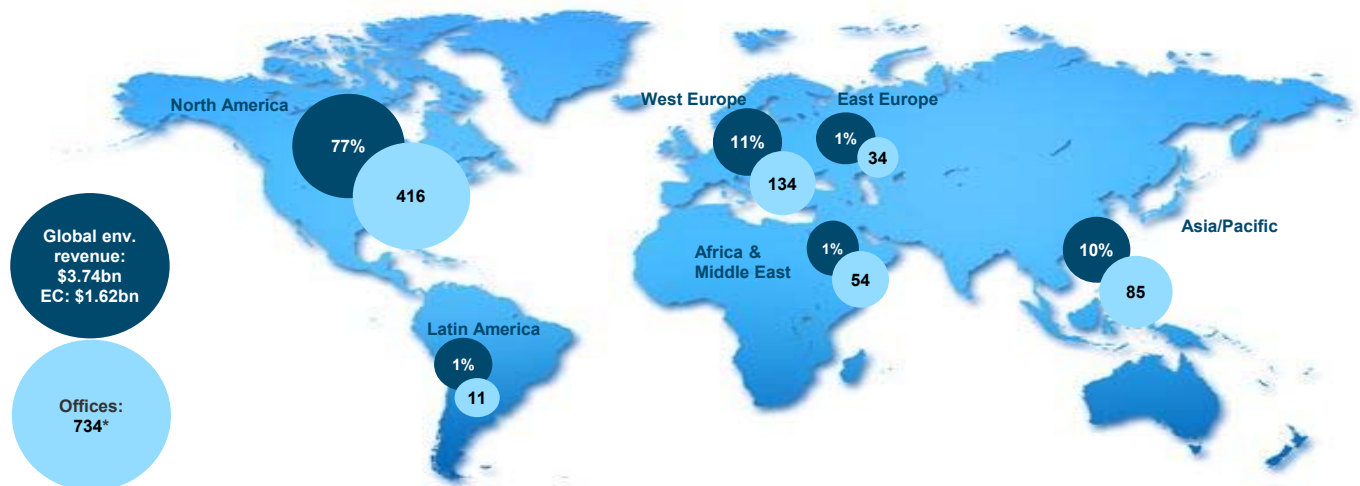 North America
77%
416
West Europe
11%
134
East Europe
1%
34
Global env.
revenue:
$3.74bn
EC: $1.62bn
Offices:
734*
Africa &
Middle East
1%
54
Asia/Pacific
10%
85
Latin America
1%
11